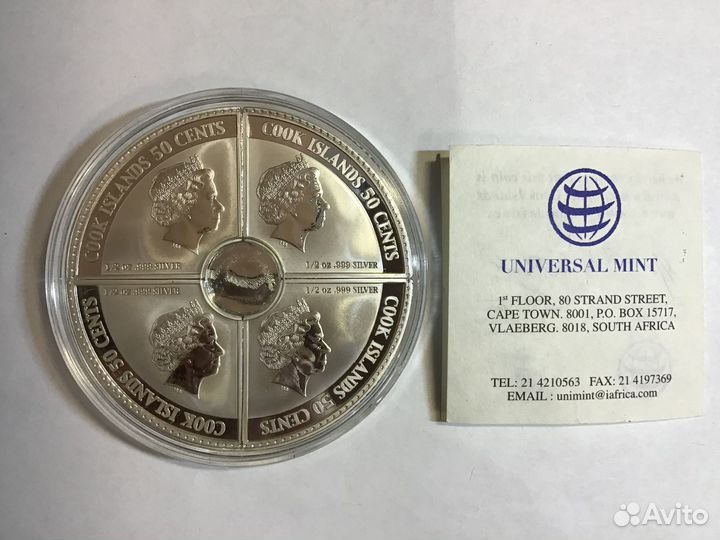 COOK ISLANDS 50 CENTS
COOK ISLANDS 50 CENTS
1/2 oz .999 SILVER
1/2 oz .999 SILVER
1/2 oz .999 SILVER
1/2 oz .999 SILVER
COOK ISLANDS 50 CENTS
COOK ISLANDS 50 CENTS
UNIVERSAL MINT
1st FLOOR, 80 STRAND STREET,
CAPE TOWN. 8001, P.O. BOX 15717,
VLAEBERG. 8018, SOUTH AFRICA
TEL: 21 4210563 FAX: 21 4197369
EMAIL : unimint@iafrica.com
Avito